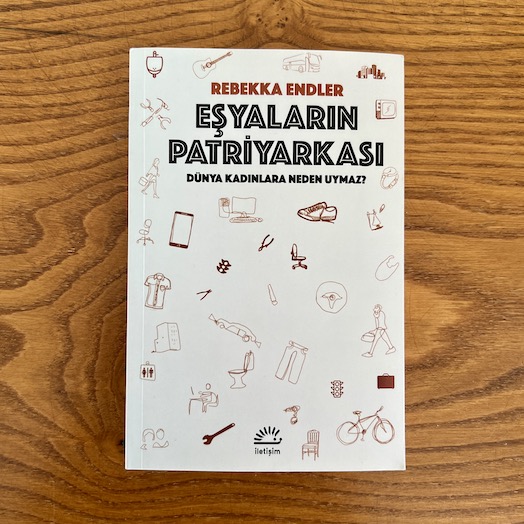 REBEKKA ENDLER
EŞYALARIN
PATRİYARKASI
DÜNYA KADINLARA NEDEN UYMAZ?
iletişim